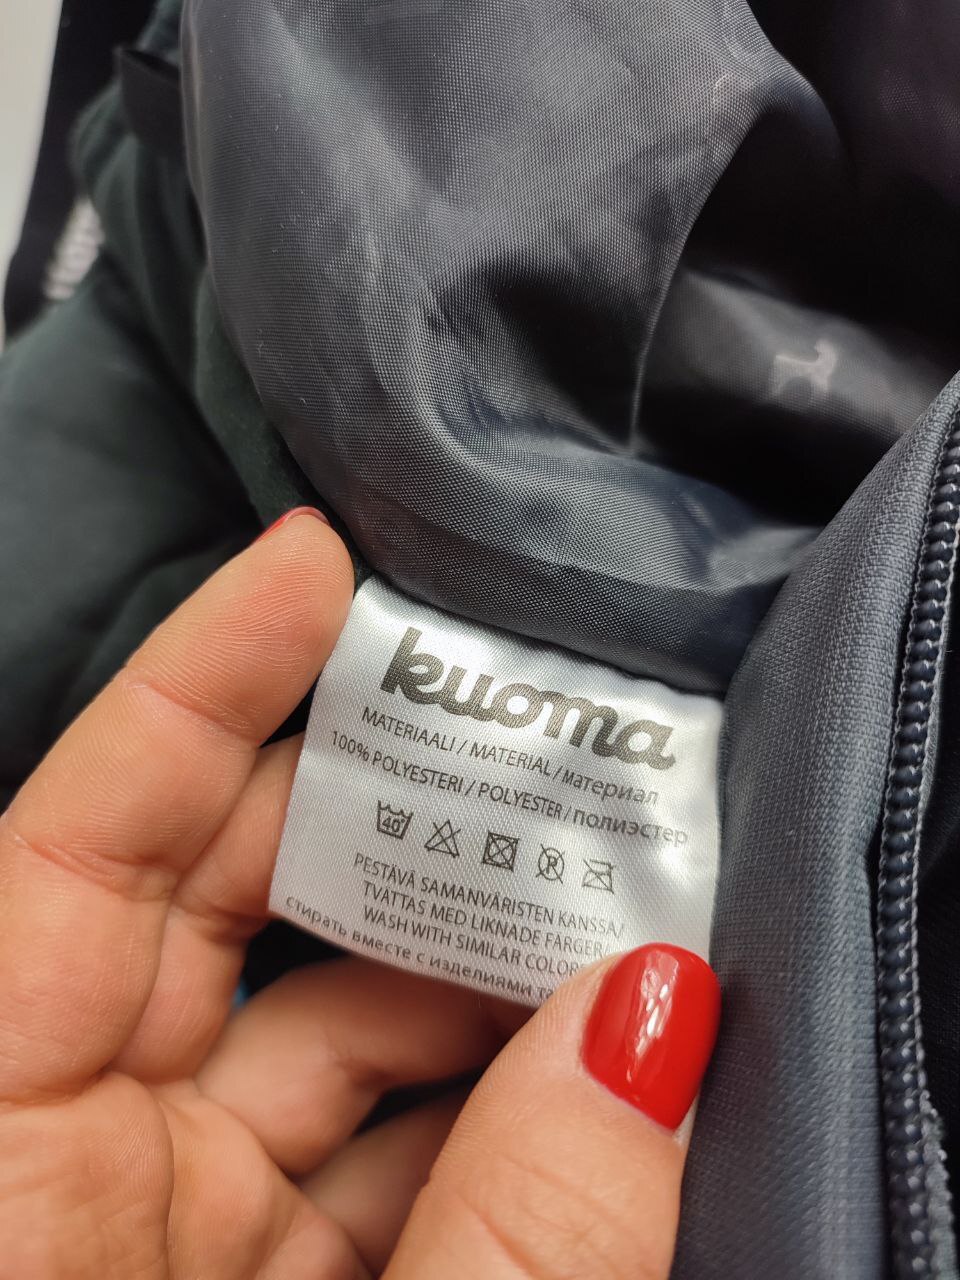 kuoma
MATERIAALI / MATERIAL / материал
100% POLYESTERI / POLYESTER / полиэстер
40
R
PESTÄVÄ SAMANVÄRISTEN KANSSA/
TVÄTTAS MED LIKNADE FÄRGER/
WASH WITH SIMILAR COLORS
стирать вместе с изделиями